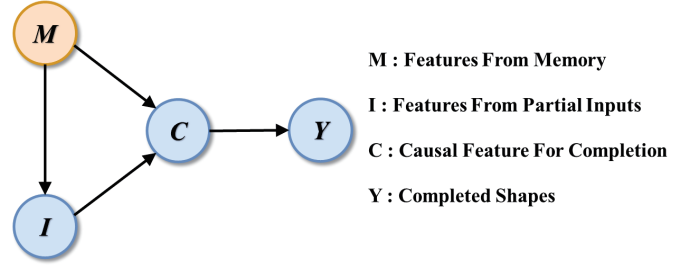 M
I
C
Y
M : Features From Memory
I : Features From Partial Inputs
C : Causal Feature For Completion
Y : Completed Shapes